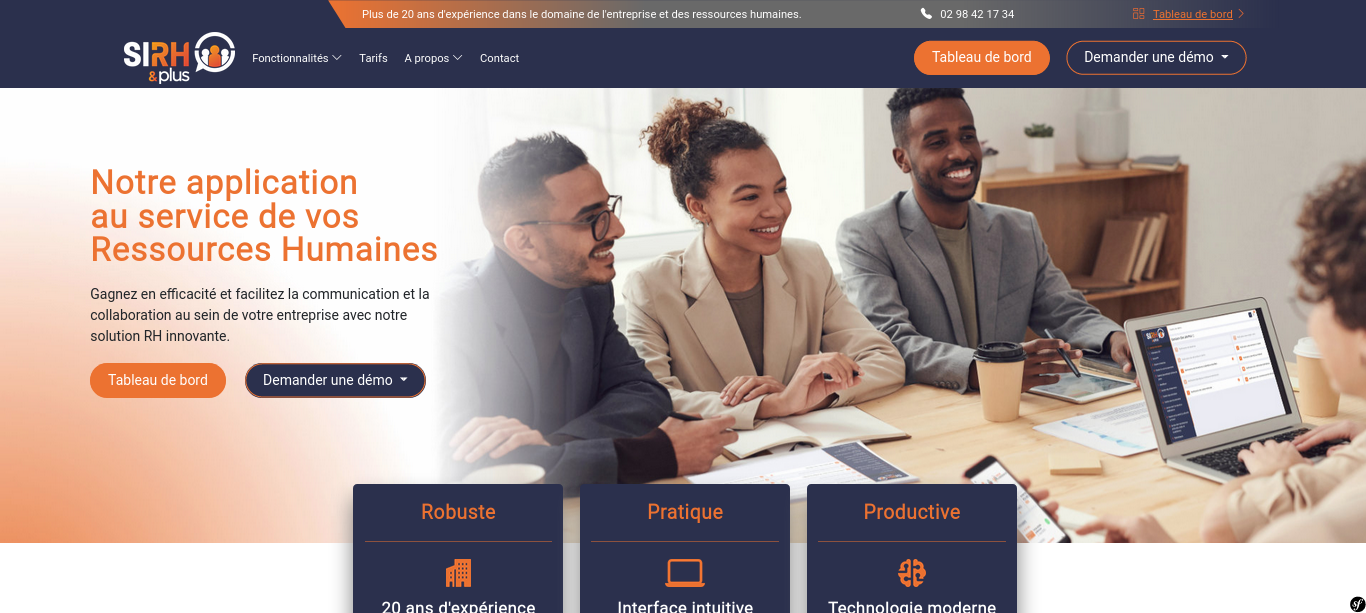 Plus de 20 ans d'expérience dans le domaine de l'entreprise et des ressources humaines.
02 98 42 17 34
Tableau de bord
SIRH
&plus
Fonctionnalités
Tarifs
A propos
Contact
Tableau de bord
Demander une démo
Notre application
au service de vos
Ressources Humaines
Gagnez en efficacité et facilitez la communication et la
collaboration au sein de votre entreprise avec notre
solution RH innovante.
Tableau de bord
Demander une démo
Robuste
Pratique
Productive
20 ans d'expérience
Interface intuitive
Technologie moderne
sf